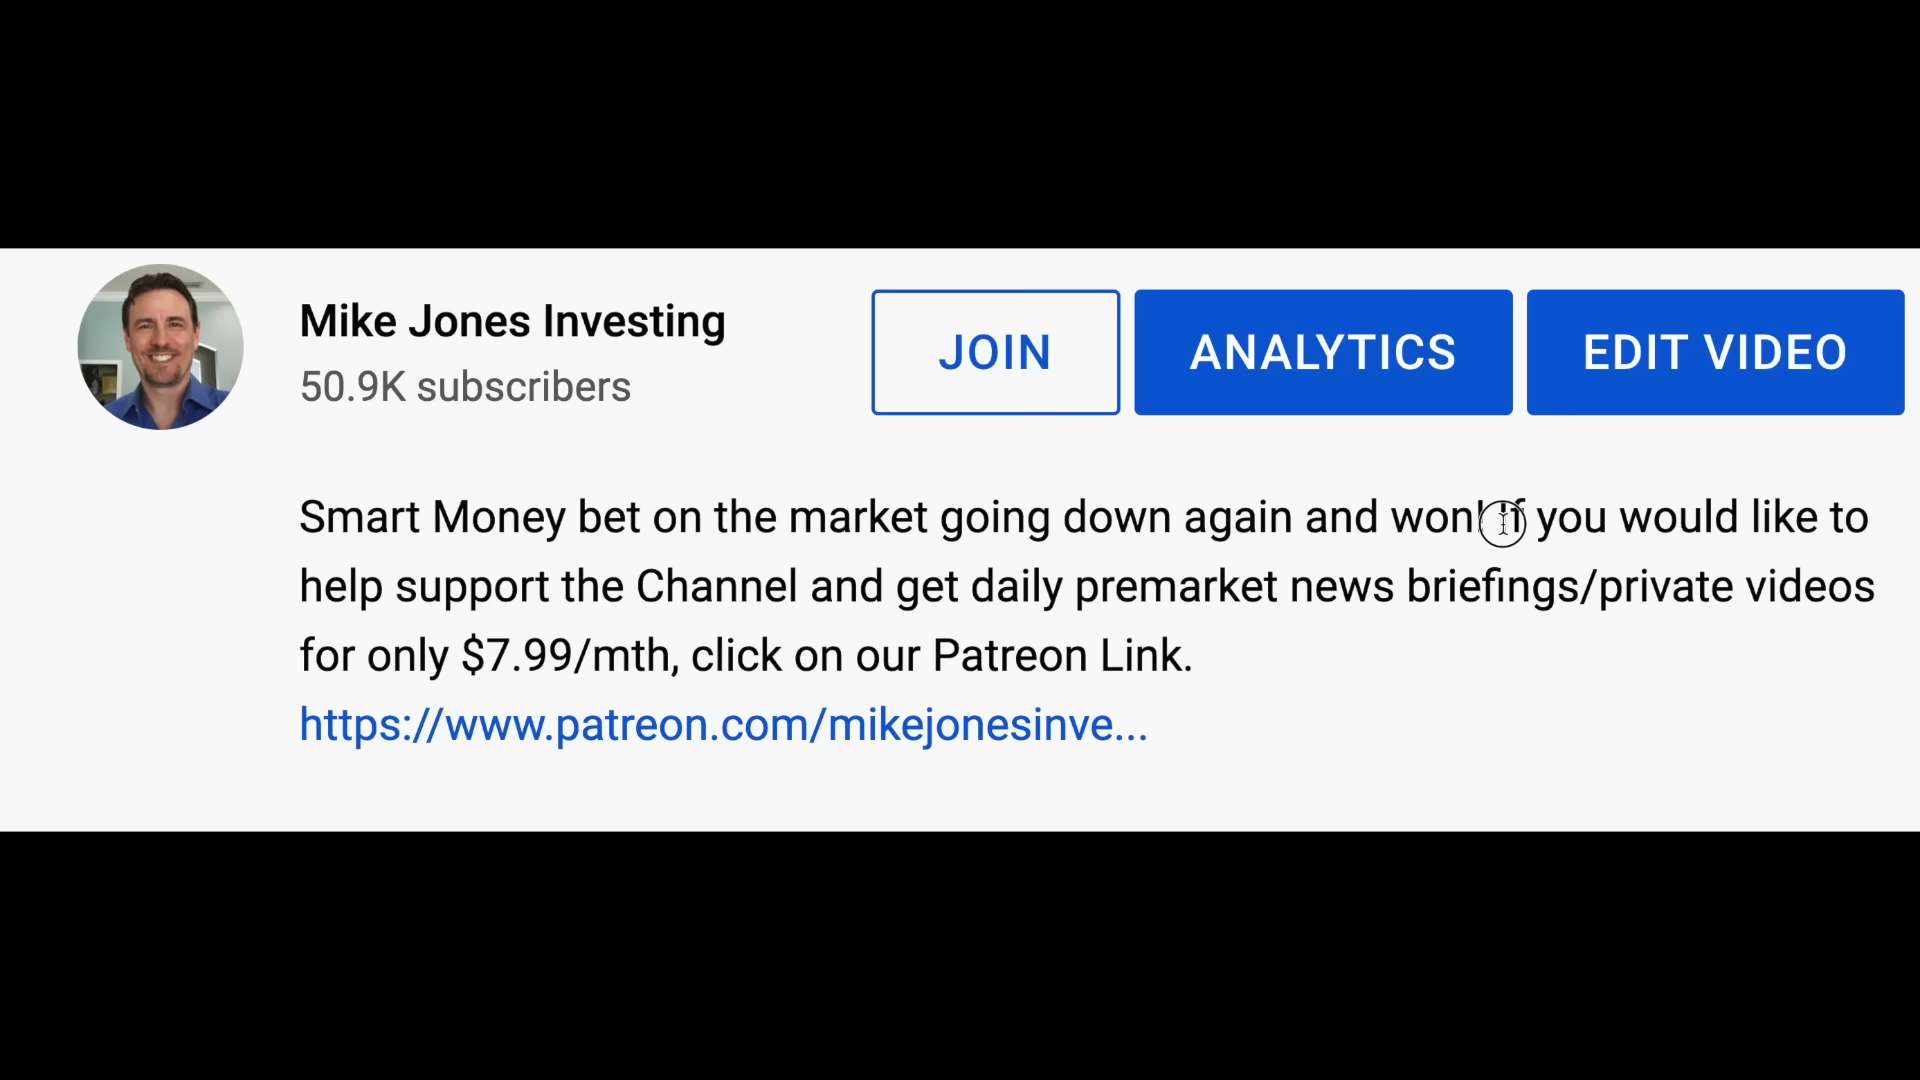 Mike Jones Investing
50.9K subscribers
JOIN
ANALYTICS
EDIT VIDEO
Smart Money bet on the market going down again and won! If you would like to
help support the Channel and get daily premarket news briefings/private videos
for only $7.99/mth, click on our Patreon Link.
https://www.patreon.com/mikejonesinve...